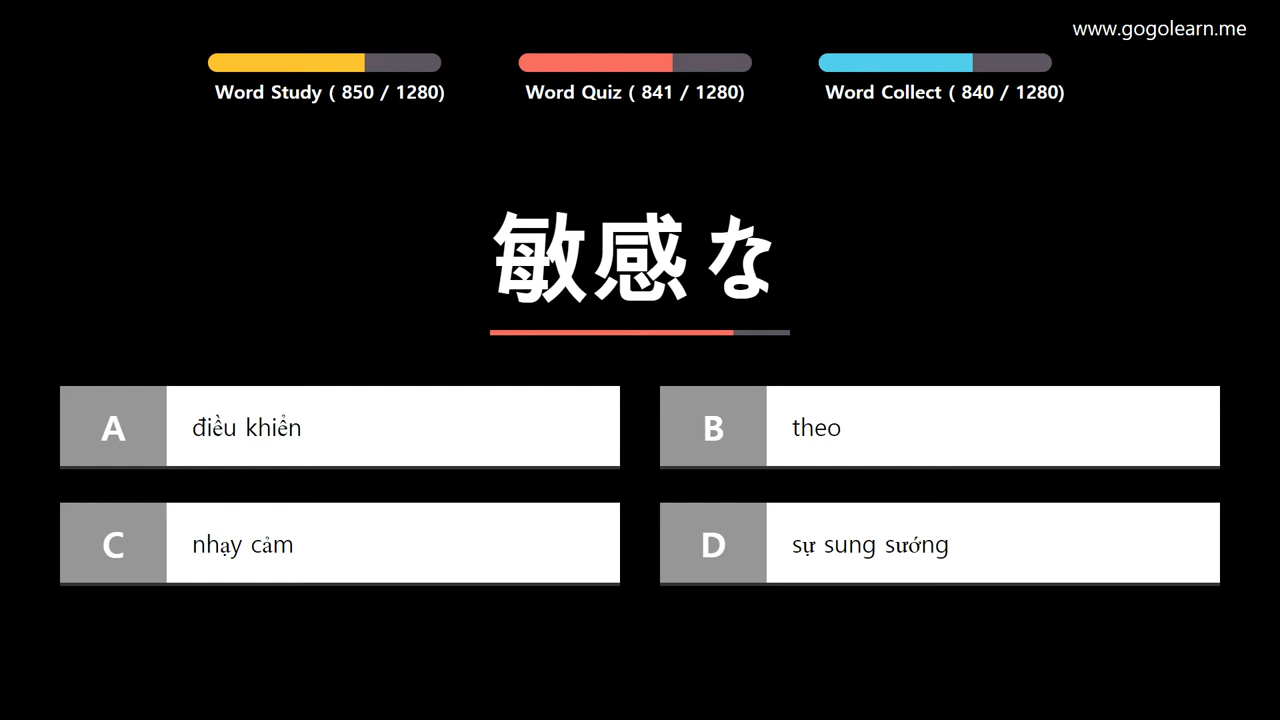 www.gogolearn.me
Word Study ( 850 / 1280)
Word Quiz ( 841 / 1280)
Word Collect ( 840 / 1280)
敏感な
A
điều khiển
B
theo
C
nhạy cảm
D
sự sung sướng